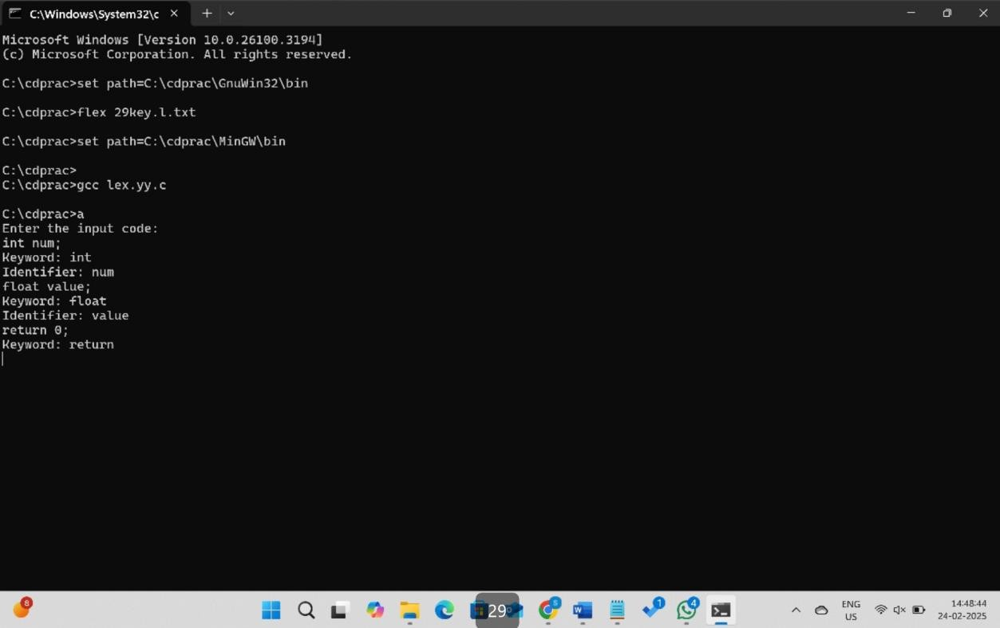 C:\Windows\System32\c
Microsoft Windows [Version 10.0.26100.3194]
(c) Microsoft Corporation. All rights reserved.
C:\cdprac>set path=C:\cdprac\GnuWin32\bin
C:\cdprac>flex 29key.l.txt
C:\cdprac>set path=C:\cdprac\MinGW\bin
C:\cdprac>
C:\cdprac>gcc lex.yy.c
C:\cdprac>a
Enter the input code:
int num;
Keyword: int
Identifier: num
float value;
Keyword: float
Identifier: value
return 0;
Keyword: return
8
29°
S
W
1
4
ENG
US
14:48:44
24-02-2025